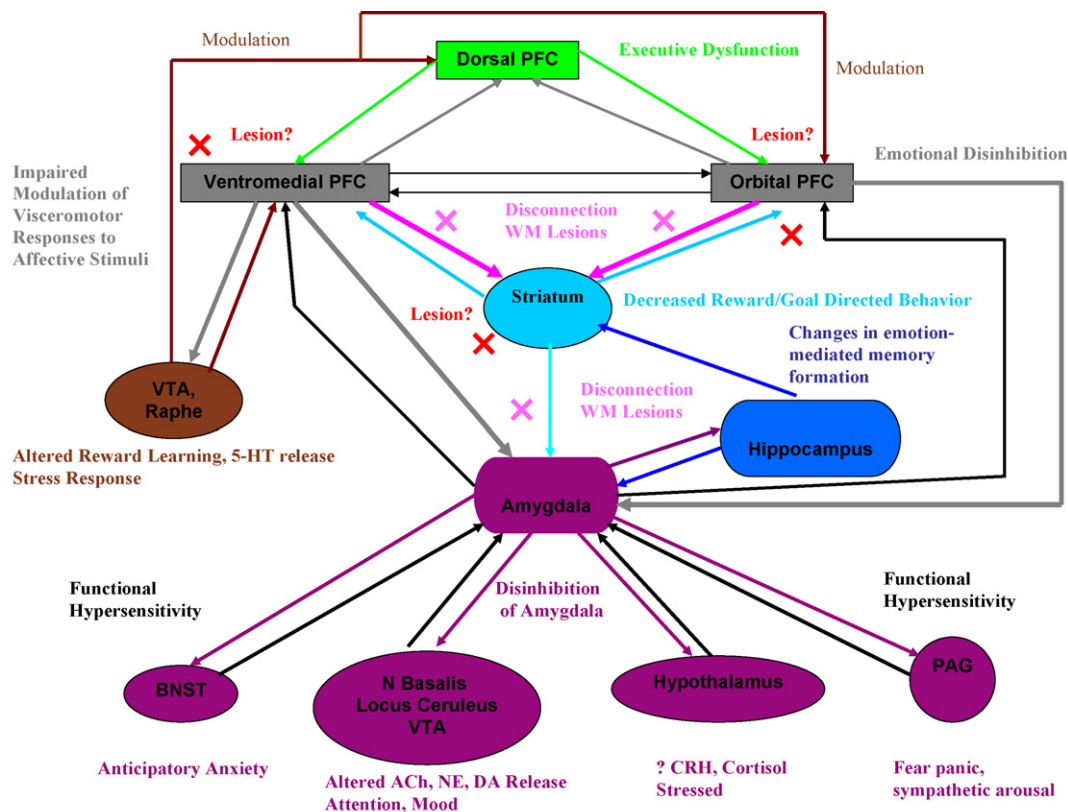 Modulation
Dorsal PFC
Executive Dysfunction
Modulation
Lesion?
Lesion?
Emotional Disinhibition
Impaired
Modulation of
Visceromotor
Responses to
Affective Stimuli
Ventromedial PFC
Orbital PFC
Disconnection
WM Lesions
Striatum
Decreased Reward/Goal Directed Behavior
Lesion?
Changes in emotion-
mediated memory
formation
VTA,
Raphe
Disconnection
WM Lesions
Hippocampus
Altered Reward Learning, 5-HT release
Stress Response
Amygdala
Functional
Hypersensitivity
Disinhibition
of Amygdala
Functional
Hypersensitivity
BNST
N Basalis
Locus Ceruleus
VTA
Hypothalamus
PAG
Anticipatory Anxiety
Altered ACh, NE, DA Release
Attention, Mood
? CRH, Cortisol
Stressed
Fear panic,
sympathetic arousal